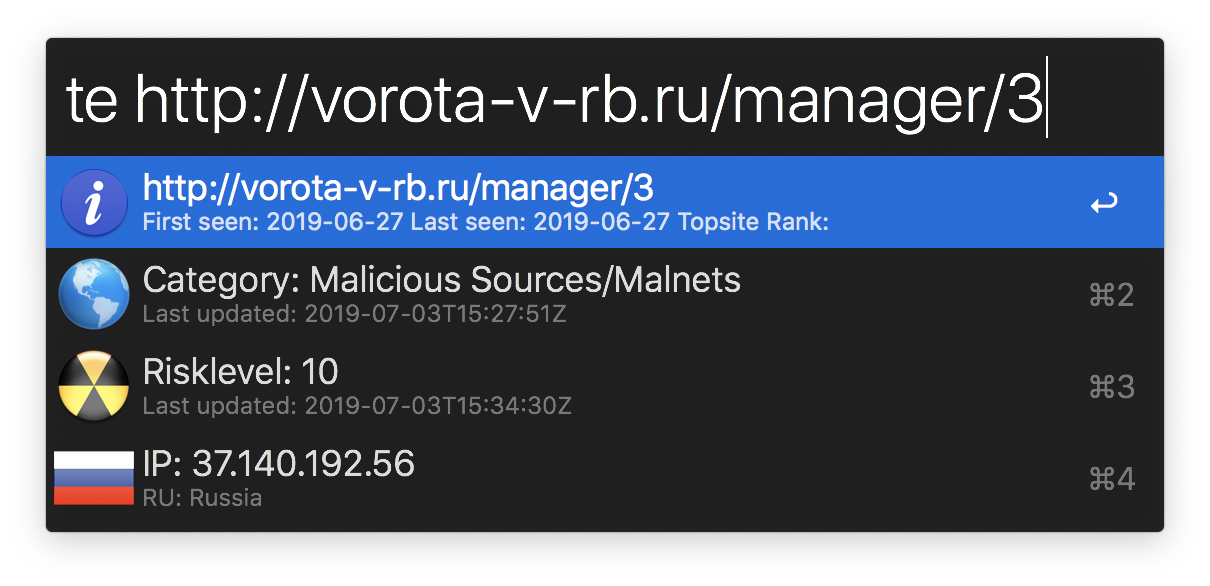 te http://vorota-v-rb.ru/manager/3
http://vorota-v-rb.ru/manager/3
First seen: 2019-06-27 Last seen: 2019-06-27 Topsite Rank:
Category: Malicious Sources/Malnets
⌘2
Last updated: 2019-07-03T15:27:51Z
Risklevel: 10
⌘3
Last updated: 2019-07-03T15:34:30Z
IP: 37.140.192.56
⌘4
RU: Russia